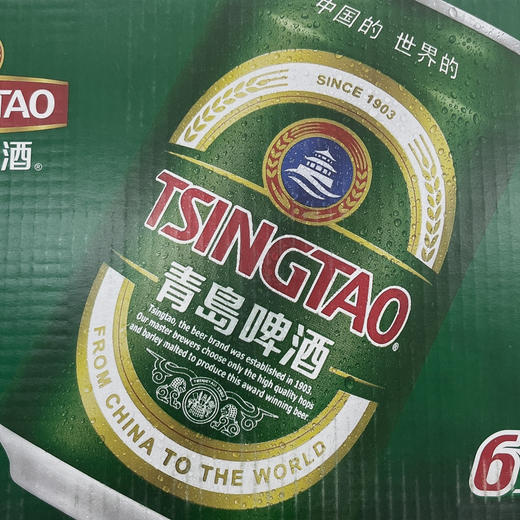 中国的 世界的
SINCE 1903
TSINGTAO®
青島啤酒
Tsingtao, the beer brand was established in 1903.
Our master brewers choose only the high quality hops
and barley malted to produce this award winning beer.
FROM CHINA TO THE WORLD
GTAO
酒®
6